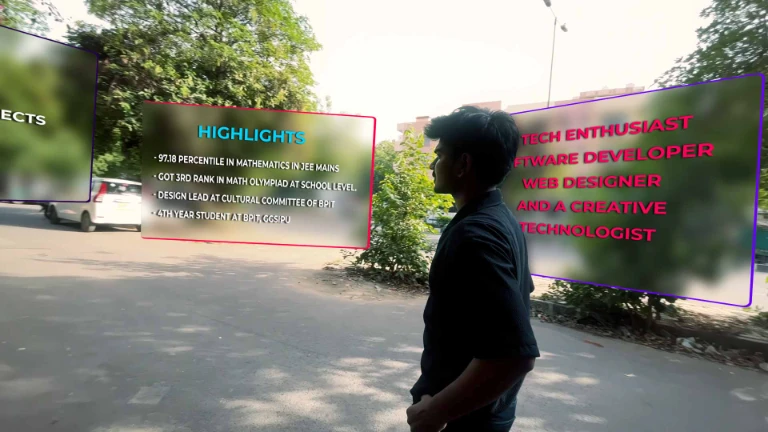 ECTS
HIGHLIGHTS
• 97.18 PERCENTILE IN MATHEMATICS IN JEE MAINS
• GOT 3RD RANK IN MATH OLYMPIAD AT SCHOOL LEVEL.
• DESIGN LEAD AT CULTURAL COMMITTEE OF BPIT
• 4TH YEAR STUDENT AT BPIT, GGSIPU
TECH ENTHUSIAST
FTWARE DEVELOPER
WEB DESIGNER
AND A CREATIVE
TECHNOLOGIST